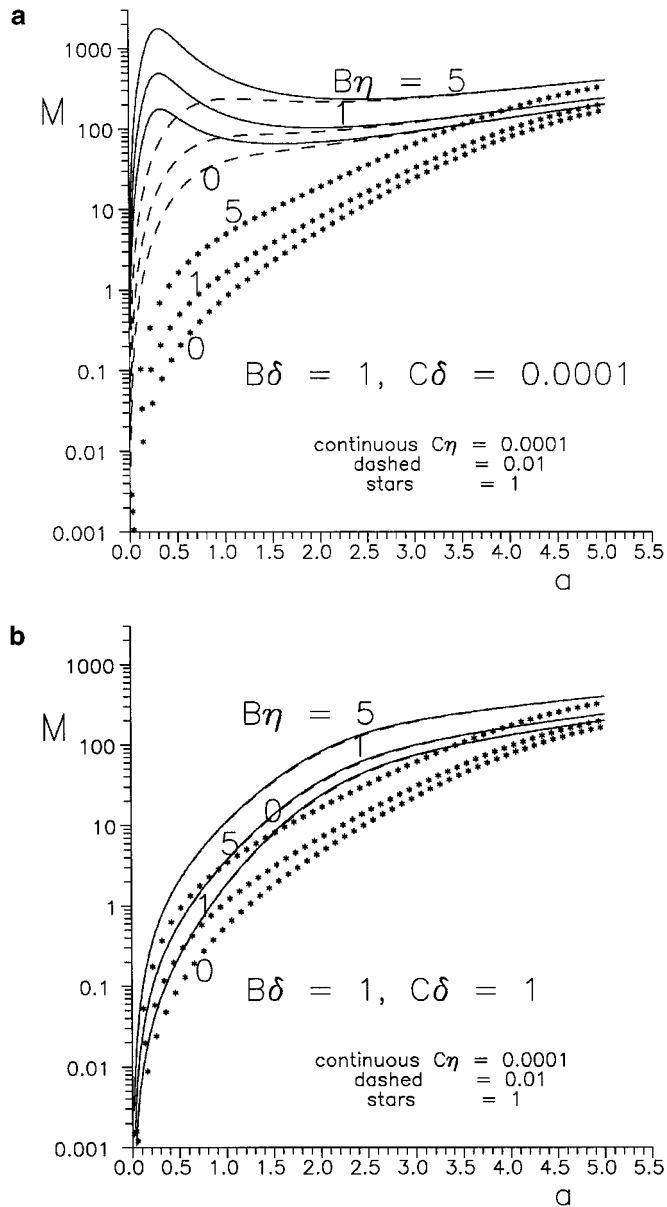 a
1000
Bη = 5
M
1
100
0
10
5
1
1
0
0.1
Bδ = 1, Cδ = 0.0001
0.01
continuous Cη = 0.0001
dashed = 0.01
stars = 1
0.001
0.0 0.5 1.0 1.5 2.0 2.5 3.0 3.5 4.0 4.5 5.0 5.5
a
b
1000
Bη = 5
M
1
100
0
10
5
1
1
0
0.1
Bδ = 1, Cδ = 1
0.01
continuous Cη = 0.0001
dashed = 0.01
stars = 1
0.001
0.0 0.5 1.0 1.5 2.0 2.5 3.0 3.5 4.0 4.5 5.0 5.5
a